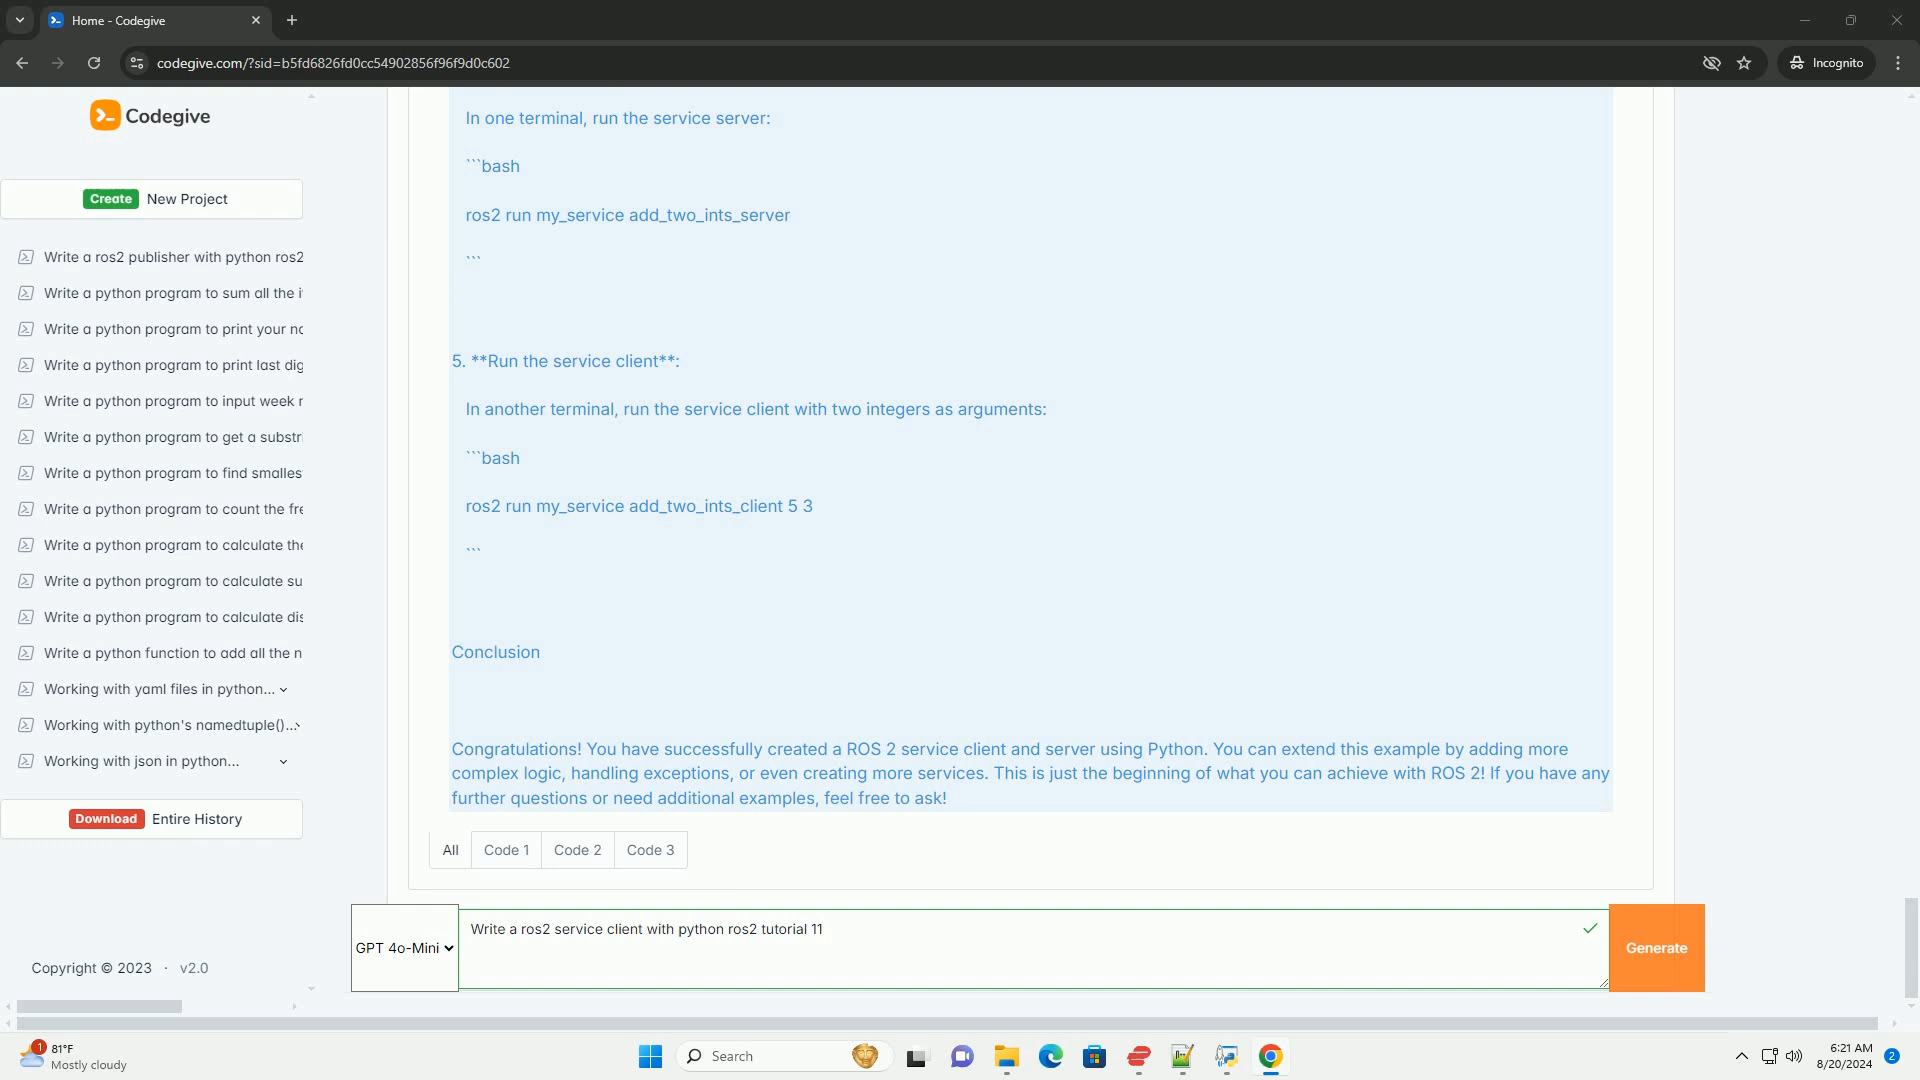 Home - Codegive
codegive.com/?sid=b5fd6826fd0cc54902856f96f9d0c602
Incognito
Codegive
Create New Project
Write a ros2 publisher with python ros2
Write a python program to sum all the i
Write a python program to print your na
Write a python program to print last dig
Write a python program to input week r
Write a python program to get a substri
Write a python program to find smalles
Write a python program to count the fre
Write a python program to calculate the
Write a python program to calculate su
Write a python program to calculate dis
Write a python function to add all the n
Working with yaml files in python...
Working with python's namedtuple()...
Working with json in python...
Download Entire History
Copyright © 2023 · v2.0
In one terminal, run the service server:
```bash
ros2 run my_service add_two_ints_server
```
5. **Run the service client**:
In another terminal, run the service client with two integers as arguments:
```bash
ros2 run my_service add_two_ints_client 5 3
```
Conclusion
Congratulations! You have successfully created a ROS 2 service client and server using Python. You can extend this example by adding more
complex logic, handling exceptions, or even creating more services. This is just the beginning of what you can achieve with ROS 2! If you have any
further questions or need additional examples, feel free to ask!
All Code 1 Code 2 Code 3
GPT 4o-Mini
Write a ros2 service client with python ros2 tutorial 11
Generate
1
81°F
Mostly cloudy
Search
6:21 AM
8/20/2024
2